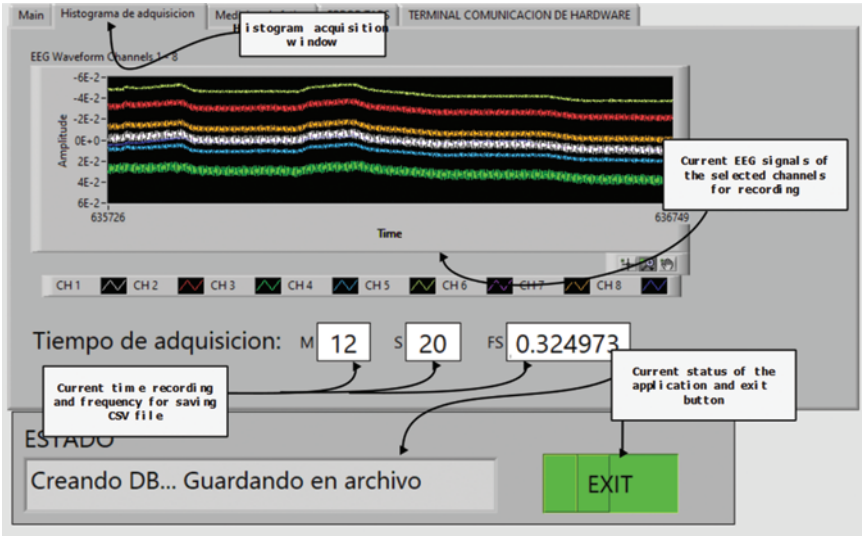 Main Histograma de adquisicion TERMINAL COMUNICACION DE HARDWARE
Histogram acquisition
window
EEG Waveform Channels 1 - 8
-6E-2
-4E-2
-2E-2
0E+0
2E-2
4E-2
6E-2
Amplitude
635726
636749
Time
Current EEG signals of
the selected channels
for recording
CH 1 CH 2 CH 3 CH 4 CH 5 CH 6 CH 7 CH 8
Tiempo de adquisicion: M 12 S 20 FS 0.324973
Current time recording
and frequency for saving
CSV file
Current status of the
application and exit
button
ESTADO
Creando DB... Guardando en archivo
EXIT